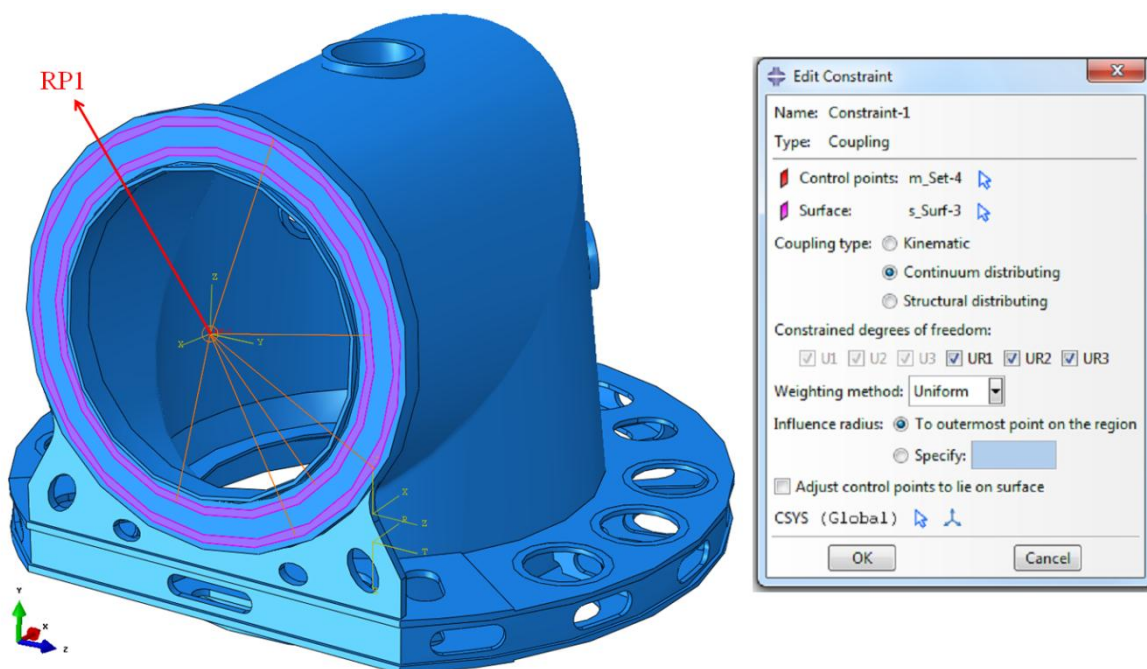 RP1
Z
X
Y
X
Z
Y
Y
X
Z
Edit Constraint
Name: Constraint-1
Type: Coupling
Control points: m_Set-4
Surface: s_Surf-3
Coupling type: Kinematic
Continuum distributing
Structural distributing
Constrained degrees of freedom:
U1 U2 U3 UR1 UR2 UR3
Weighting method: Uniform
Influence radius: To outermost point on the region
Specify:
Adjust control points to lie on surface
CSYS (Global)
OK Cancel